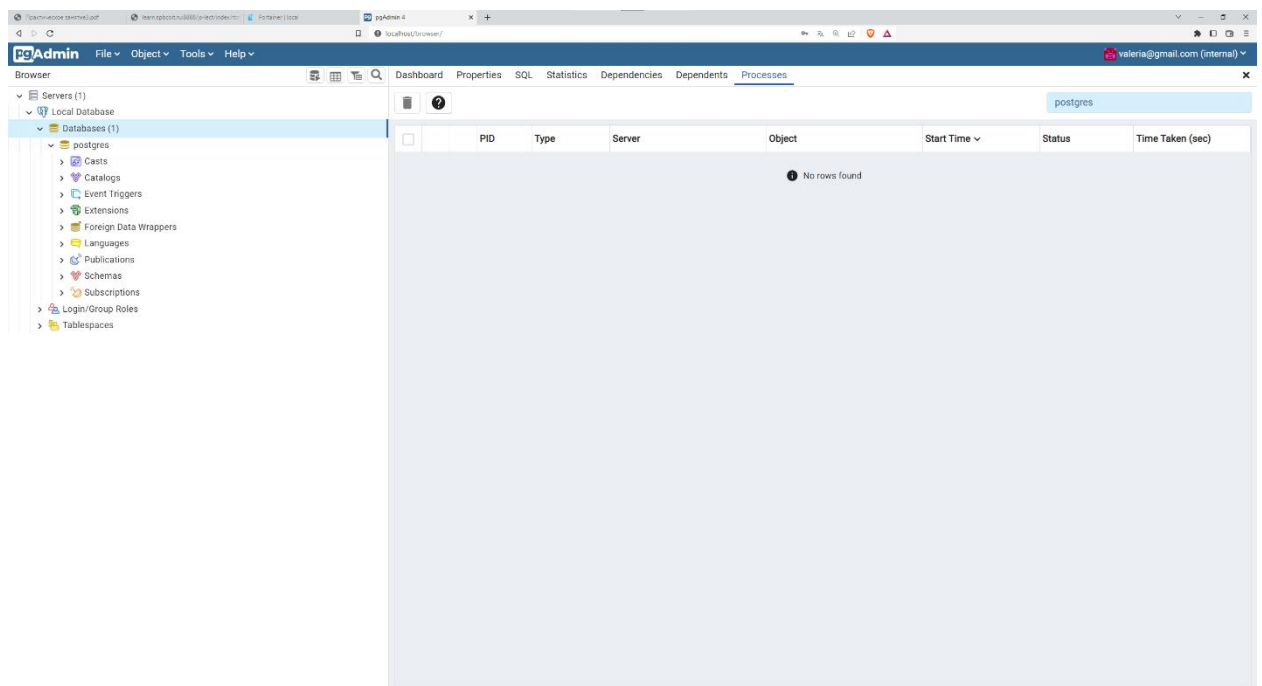 pgAdmin 4
localhost/browser/
PgAdmin File Object Tools Help valeria@gmail.com (internal)
Browser Dashboard Properties SQL Statistics Dependencies Dependents Processes
Servers (1)
postgres
Local Database
Databases (1)
PID Type Server Object Start Time Status Time Taken (sec)
postgres
Casts
No rows found
Catalogs
Event Triggers
Extensions
Foreign Data Wrappers
Languages
Publications
Schemas
Subscriptions
Login/Group Roles
Tablespaces